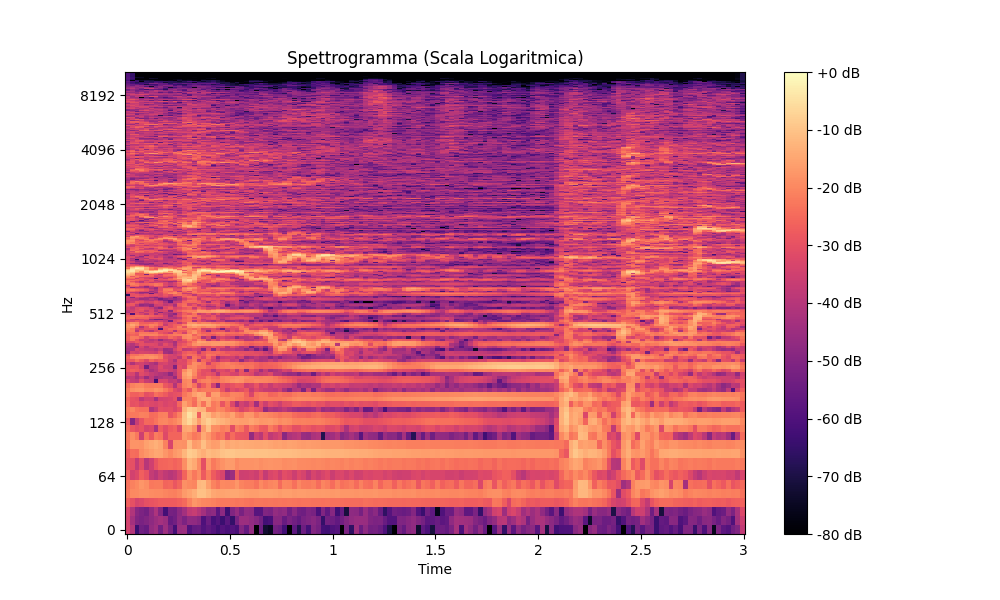 Spettrogramma (Scala Logaritmica)
Hz
8192
4096
2048
1024
512
256
128
64
0
0 0.5 1 1.5 2 2.5 3
Time
+0 dB
-10 dB
-20 dB
-30 dB
-40 dB
-50 dB
-60 dB
-70 dB
-80 dB